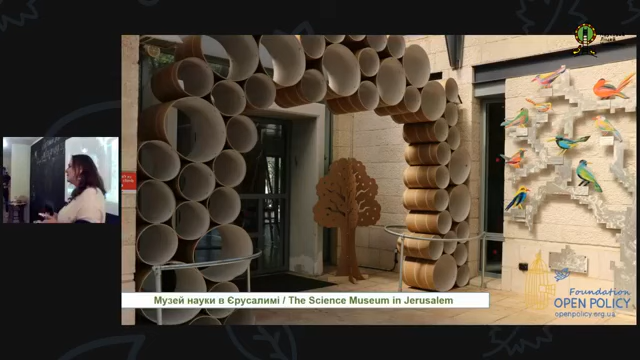 Музей науки в Єрусалимі / The Science Museum in Jerusalem
Foundation
OPEN POLICY
openpolicy.org.ua